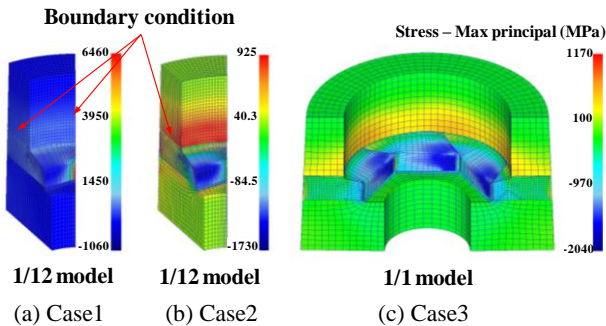 Boundary condition
Stress – Max principal (MPa)
6460
3950
1450
-1060
925
40.3
-84.5
-1730
1170
100
-970
-2040
1/12 model
1/12 model
1/1 model
(a) Case1
(b) Case2
(c) Case3